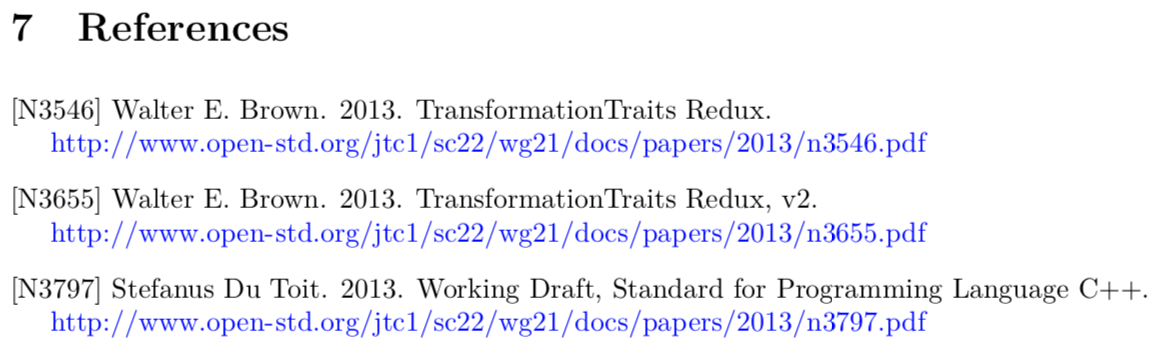 7 References
[N3546] Walter E. Brown. 2013. TransformationTraits Redux.
http://www.open-std.org/jtc1/sc22/wg21/docs/papers/2013/n3546.pdf
[N3655] Walter E. Brown. 2013. TransformationTraits Redux, v2.
http://www.open-std.org/jtc1/sc22/wg21/docs/papers/2013/n3655.pdf
[N3797] Stefanus Du Toit. 2013. Working Draft, Standard for Programming Language C++.
http://www.open-std.org/jtc1/sc22/wg21/docs/papers/2013/n3797.pdf